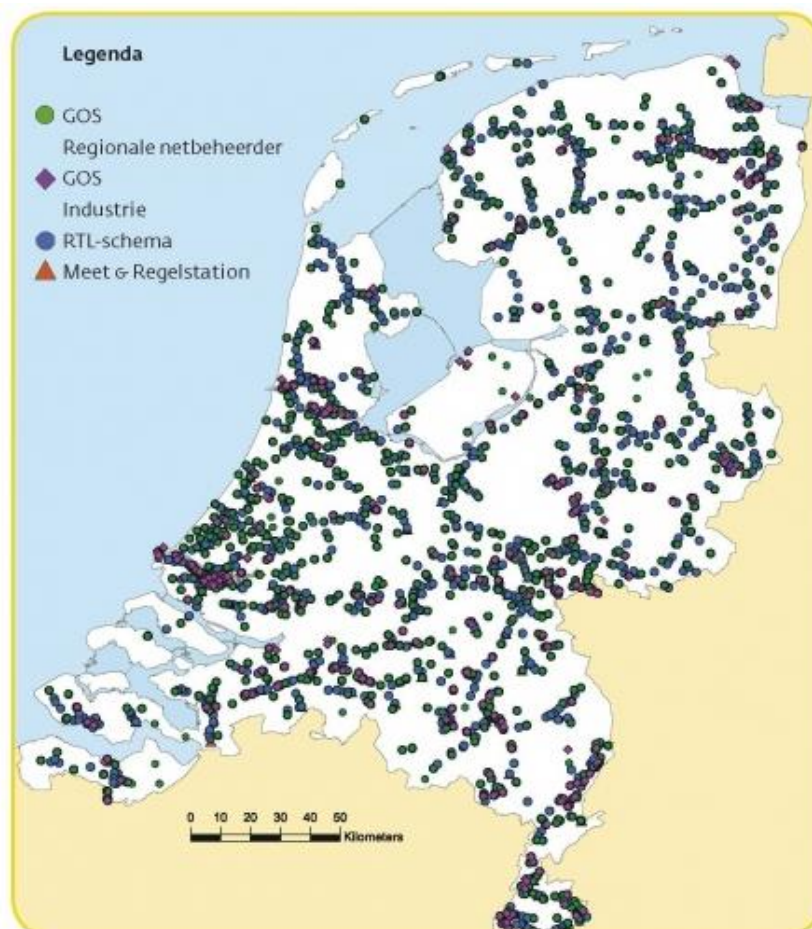 Legenda
GOS
Regionale netbeheerder
GOS
Industrie
RTL-schema
Meet & Regelstation
0 10 20 30 40 50
Kilometers